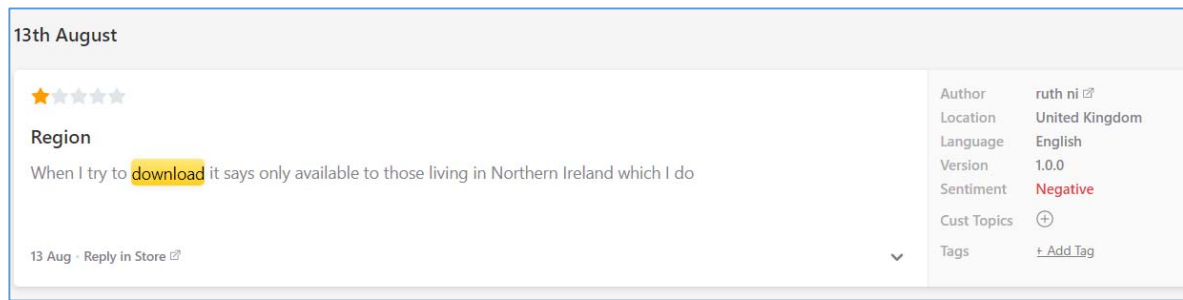 13th August
Region
When I try to download it says only available to those living in Northern Ireland which I do
13 Aug - Reply in Store
Author ruth ni
Location United Kingdom
Language English
Version 1.0.0
Sentiment Negative
Cust Topics
Tags + Add Tag